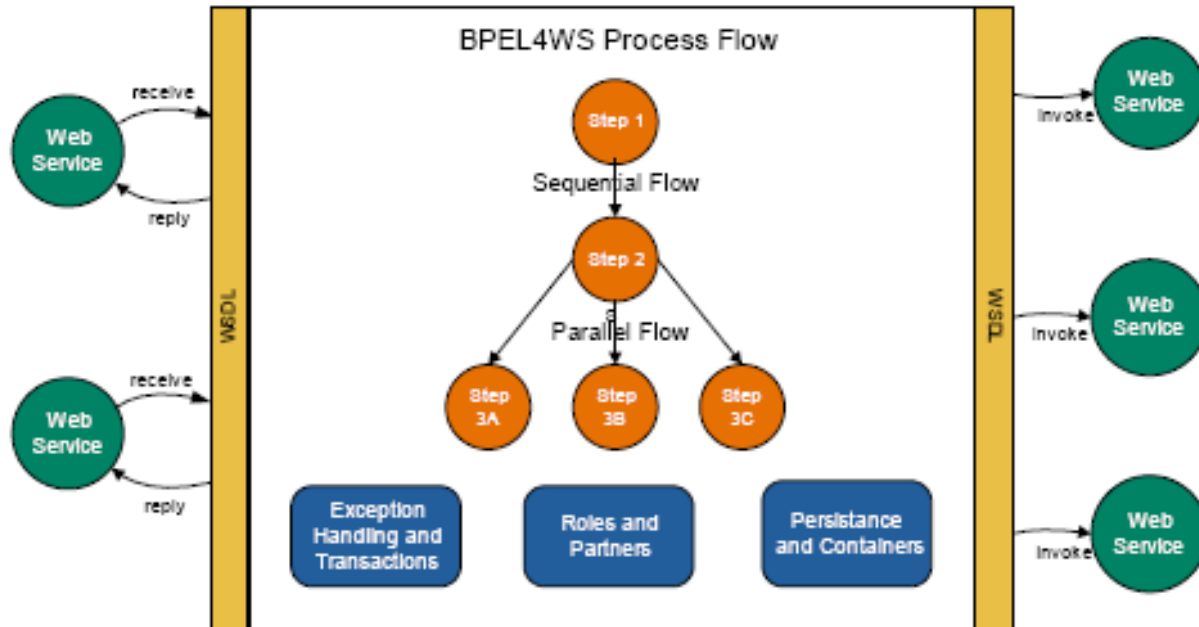 BPEL4WS Process Flow
receive
Web
Service
reply
receive
Web
Service
reply
WSDL
Step 1
Sequential Flow
Step 2
s
Parallel Flow
Step
3A
Step
3B
Step
3C
Exception
Handling and
Transactions
Roles and
Partners
Persistance
and Containers
WSDL
Web
Service
Invoke
Web
Service
Invoke
Web
Service
Invoke